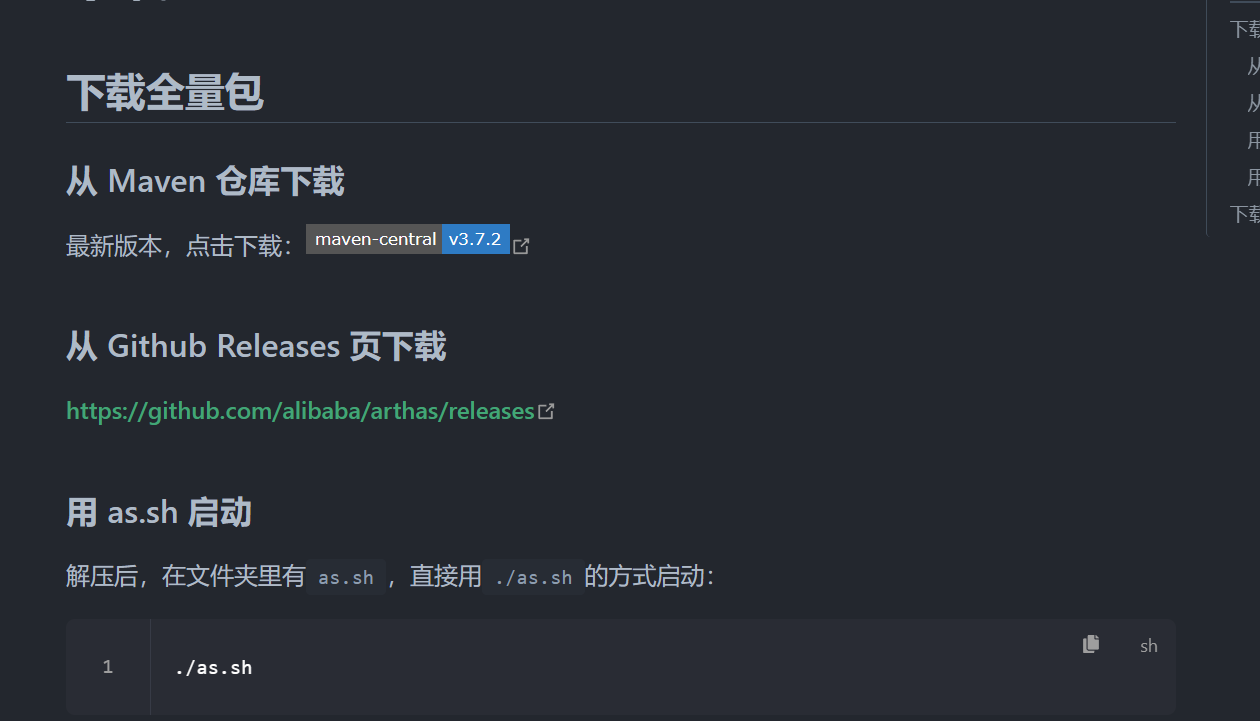 下载全量包
从 Maven 仓库下载
最新版本，点击下载： maven-central v3.7.2
从 Github Releases 页下载
https://github.com/alibaba/arthas/releases
用 as.sh 启动
解压后，在文件夹里有 as.sh ，直接用 ./as.sh 的方式启动：
sh
1 ./as.sh
下载
从
从
用
用
下载